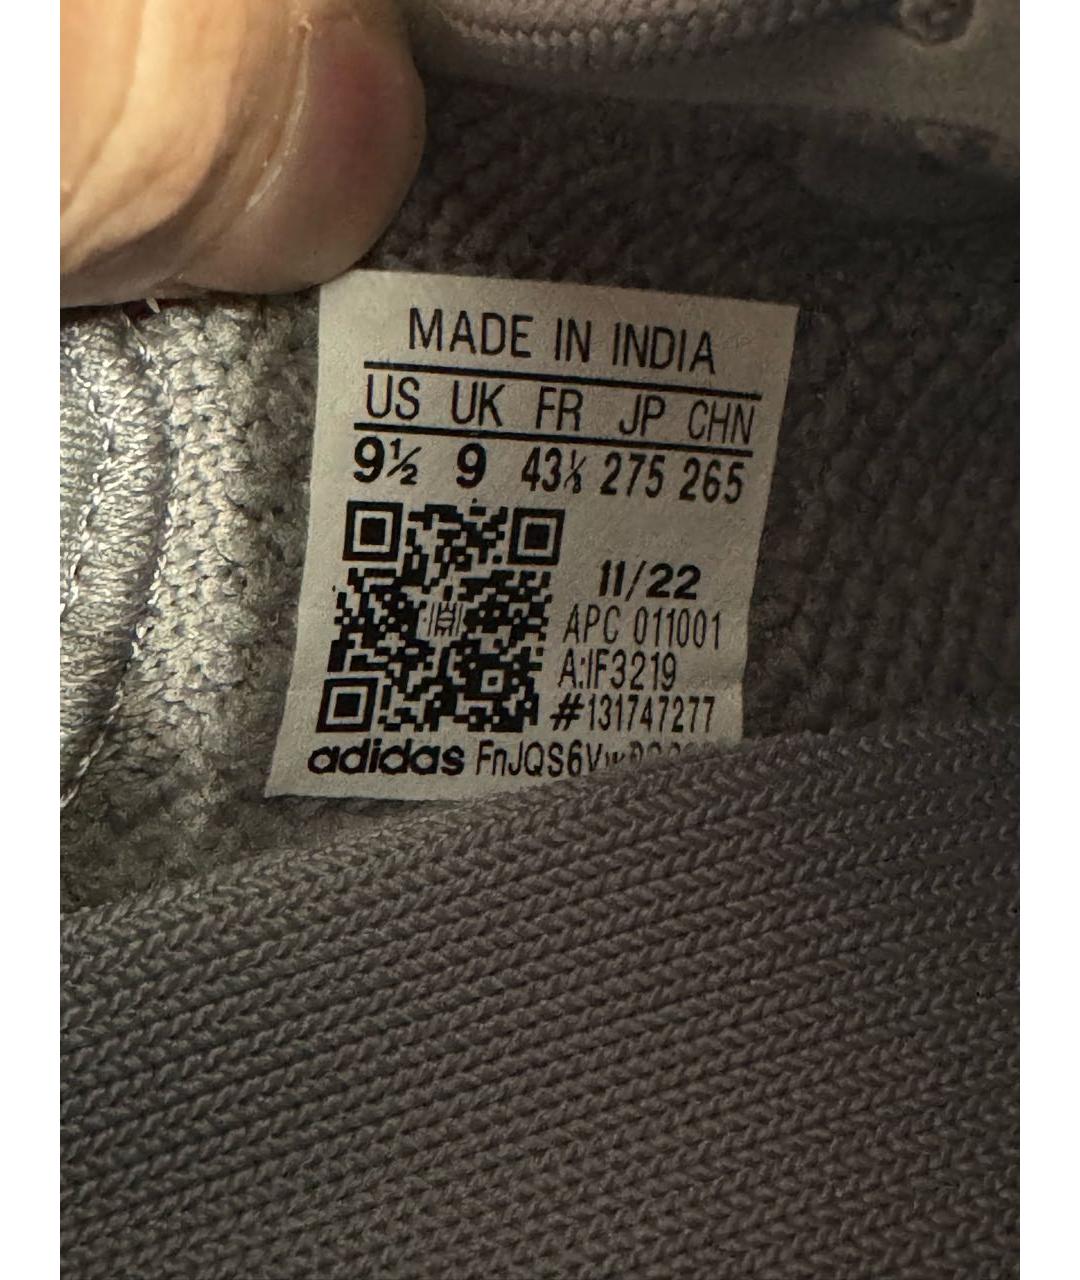 MADE IN INDIA
US UK FR JP CHN
9½ 9 43⅓ 275 265
11/22
APC 011001
A:IF3219
#131747277
adidas